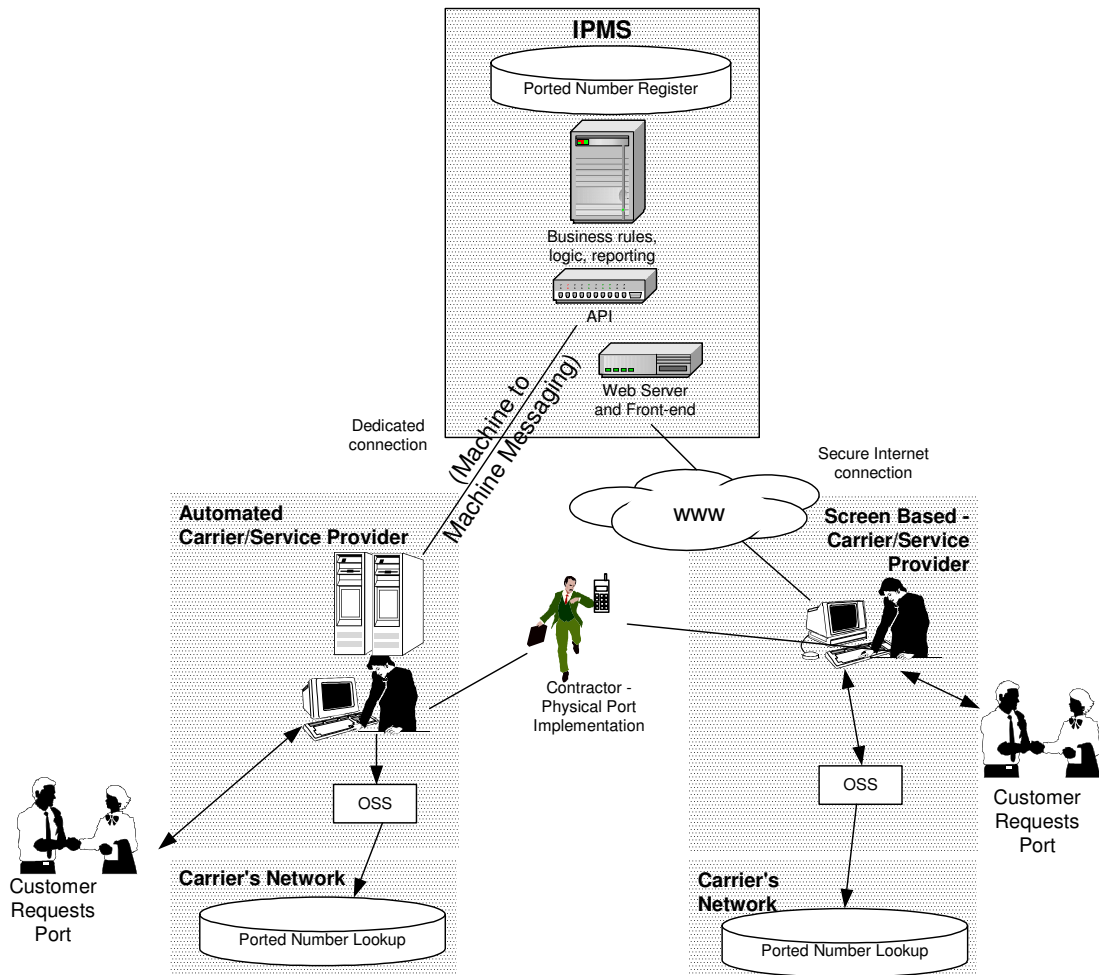 IPMS
Ported Number Register
Business rules,
logic, reporting
API
Web Server
and Front-end
Dedicated
connection
(Machine to
Machine Messaging)
Secure Internet
connection
www
Automated
Carrier/Service Provider
Screen Based -
Carrier/Service
Provider
Contractor -
Physical Port
Implementation
OSS
OSS
Customer
Requests
Port
Customer
Requests
Port
Carrier's Network
Ported Number Lookup
Carrier's
Network
Ported Number Lookup